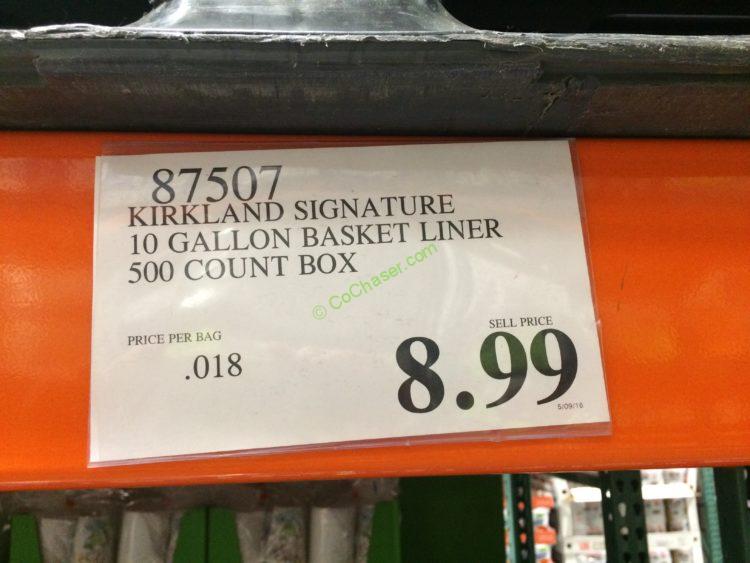 87507
KIRKLAND SIGNATURE
10 GALLON BASKET LINER
500 COUNT BOX
© CoChaser.com
PRICE PER BAG
.018
SELL PRICE
8.99
5/09/16